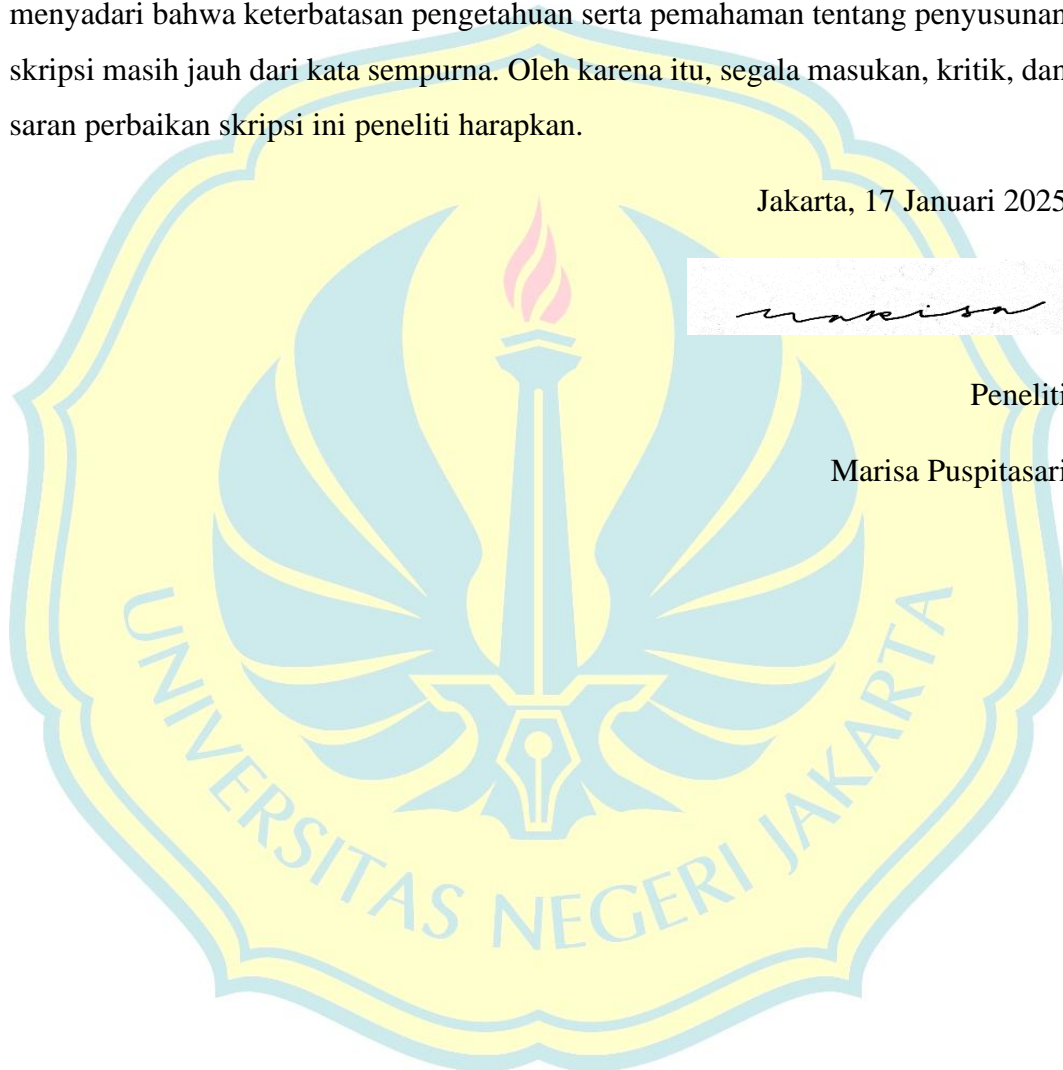 menyadari bahwa keterbatasan pengetahuan serta pemahaman tentang penyusunan
skripsi masih jauh dari kata sempurna. Oleh karena itu, segala masukan, kritik, dan
saran perbaikan skripsi ini peneliti harapkan.
Jakarta, 17 Januari 2025
marisa
Peneliti
Marisa Puspitasari
UNIVERSITAS NEGERI JAKARTA